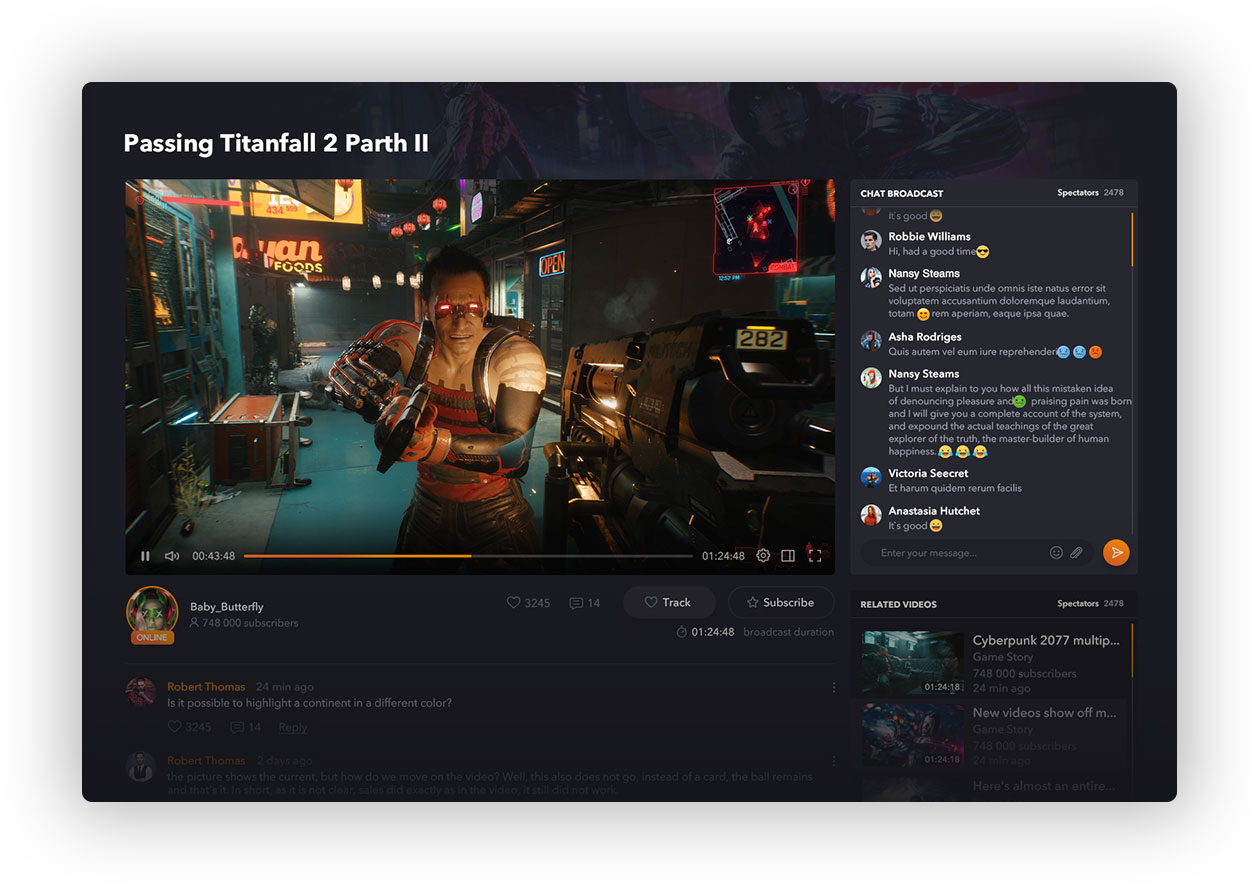 Passing Titanfall 2 Parth II
434
FOODS
OPEN
COMBAT
12:52 PM
282
00:43:48
01:24:48
Baby_Butterfly
748 000 subscribers
ONLINE
3245
14
Track
Subscribe
01:24:48 broadcast duration
Robert Thomas 24 min ago
Is it possible to highlight a continent in a different color?
3245 14 Reply
Robert Thomas 2 days ago
the picture shows the current, but how do we move on the video? Well, this also does not go, instead of a card, the ball remains
and that's it. In short, as it is not clear, sales did exactly as in the video, it still did not work.
CHAT BROADCAST
Spectators 2478
It`s good 😄
Robbie Williams
Hi, had a good time😎
Nansy Steams
Sed ut perspiciatis unde omnis iste natus error sit
voluptatem accusantium doloremque laudantium,
totam 😊 rem aperiam, eaque ipsa quae.
Asha Rodriges
Quis autem vel eum iure reprehender🥶 🥶 😡
Nansy Steams
But I must explain to you how all this mistaken idea
of denouncing pleasure and🤢 praising pain was born
and I will give you a complete account of the system,
and expound the actual teachings of the great
explorer of the truth, the master-builder of human
happiness.😂 😂 😂
Victoria Seecret
Et harum quidem rerum facilis
Anastasia Hutchet
It`s good 😄
Enter your message...
RELATED VIDEOS
Spectators 2478
01:24:18
Cyberpunk 2077 multip...
Game Story
748 000 subscribers
24 min ago
01:24:18
New videos show off m...
Game Story
748 000 subscribers
24 min ago
Here's almost an entire...